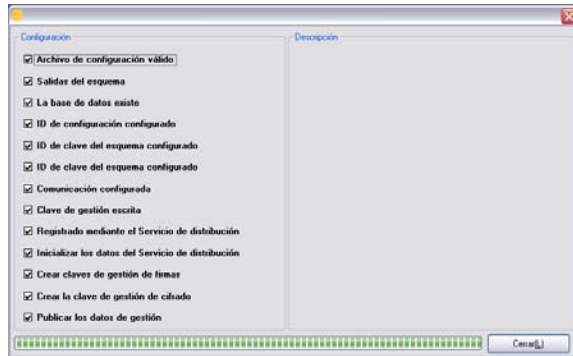 Configuración
Descripción
Archivo de configuración válido
Salidas del esquema
La base de datos existe
ID de configuración configurado
ID de clave del esquema configurado
ID de clave del esquema configurado
Comunicación configurada
Clave de gestión escrita
Registrado mediante el Servicio de distribución
Inicializar los datos del Servicio de distribución
Crear claves de gestión de firmas
Crear la clave de gestión de cifrado
Publicar los datos de gestión
Cerrar(L)